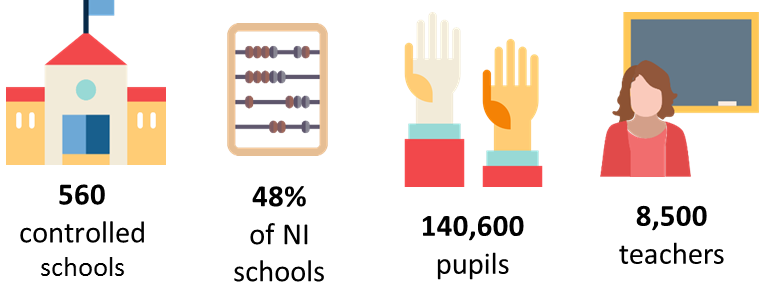 560
controlled
schools
48%
of NI
schools
140,600
pupils
8,500
teachers